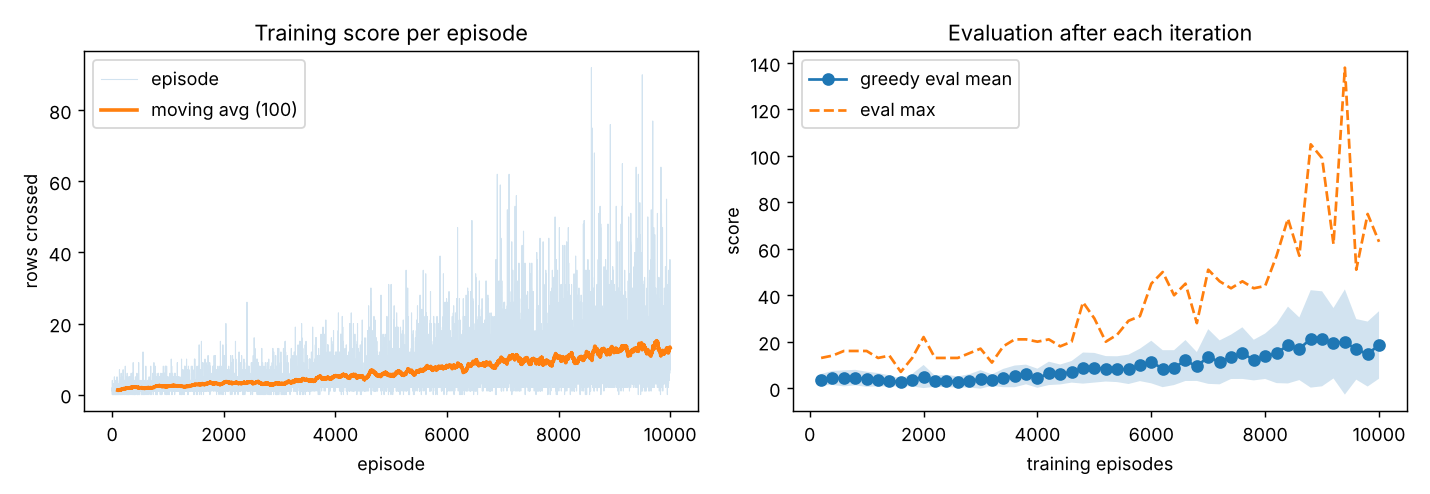 Training score per episode
episode
moving avg (100)
rows crossed
80
60
40
20
0
0 2000 4000 6000 8000 10000
episode
Evaluation after each iteration
greedy eval mean
eval max
score
140
120
100
80
60
40
20
0
0 2000 4000 6000 8000 10000
training episodes